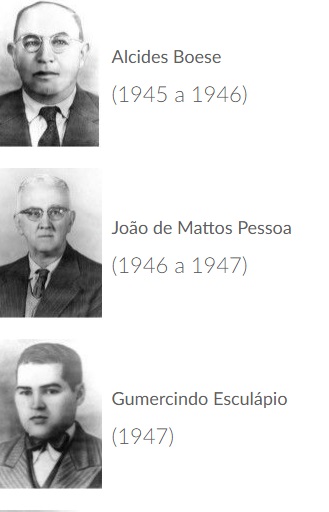 Alcides Boese
(1945 a 1946)
João de Mattos Pessoa
(1946 a 1947)
Gumercindo Esculápio
(1947)